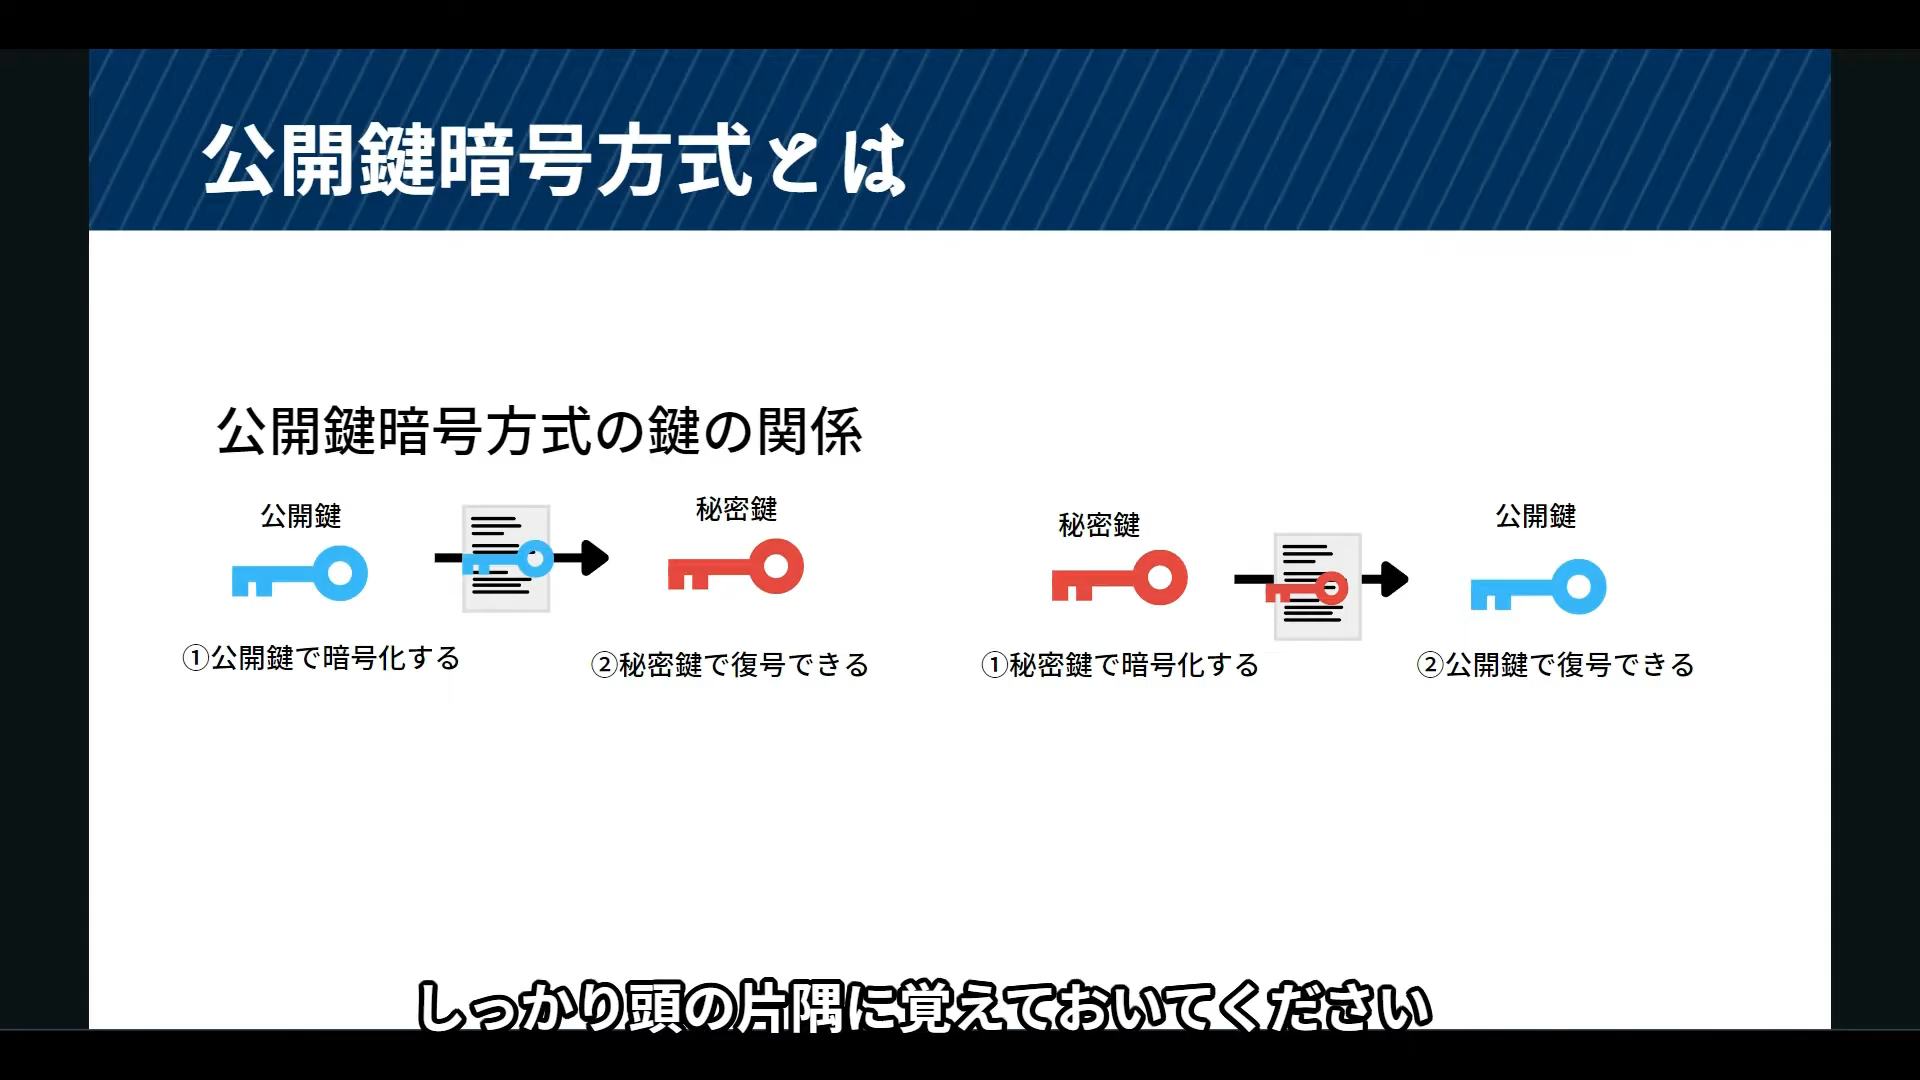 公開鍵暗号方式とは
公開鍵暗号方式の鍵の関係
公開鍵
秘密鍵
①公開鍵で暗号化する
②秘密鍵で復号できる
秘密鍵
公開鍵
①秘密鍵で暗号化する
②公開鍵で復号できる
しっかり頭の片隅に覚えておいてください